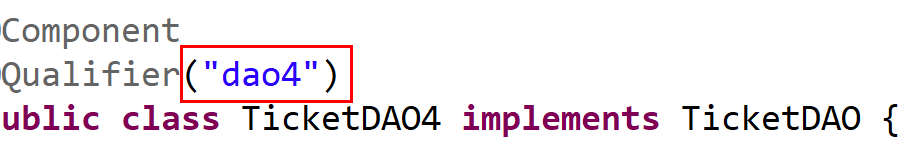 Component
Qualifier("dao4")
ublic class TicketDAO4 implements TicketDAO {